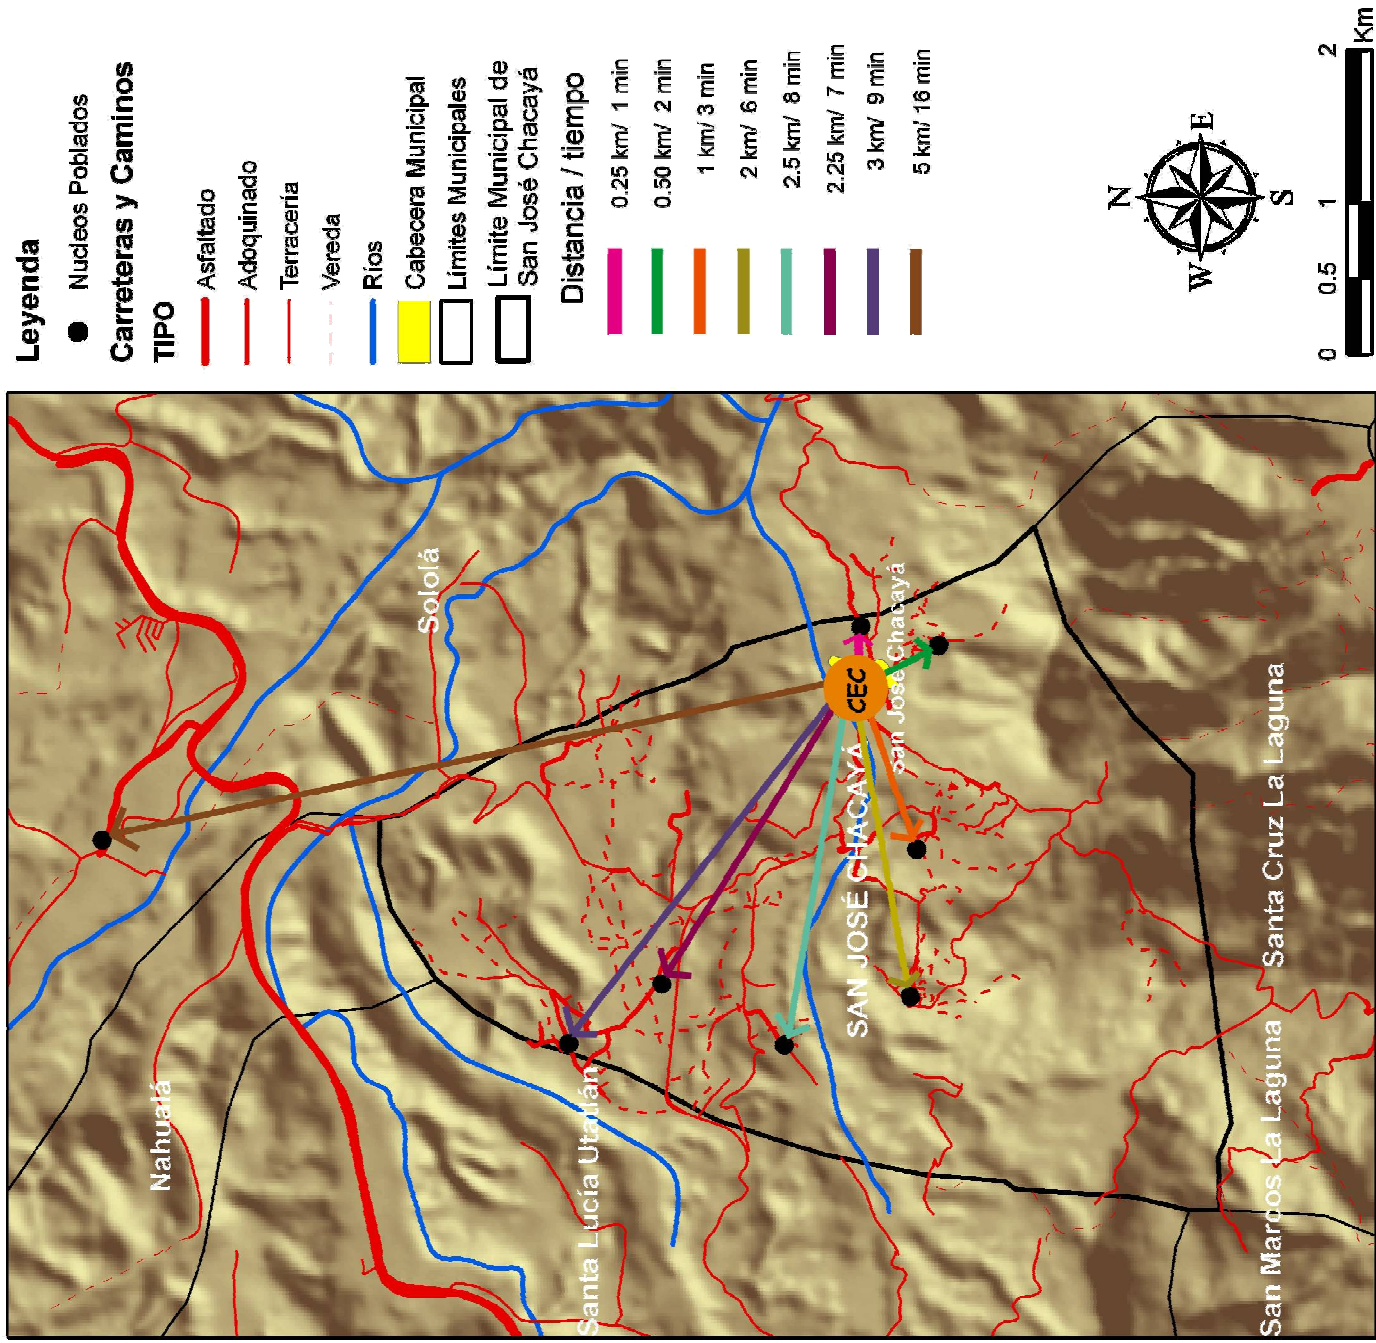 Leyenda
Nucleos Poblados
Carreteras y Caminos
TIPO
Asfaltado
Adoquinado
Terracería
Vereda
Ríos
Cabecera Municipal
Límites Municipales
Límite Municipal de
San José Chacayá
Distancia / tiempo
0.25 km/ 1 min
0.50 km/ 2 min
1 km/ 3 min
2 km/ 6 min
2.5 km/ 8 min
2.25 km/ 7 min
3 km/ 9 min
5 km/ 16 min
N
E
S
W
0 0.5 1 2
Km
Nahualá
Sololá
Santa Lucía Utatlán
SAN JOSÉ CHACAYÁ
San José Chacayá
CEC
San Marcos La Laguna
Santa Cruz La Laguna